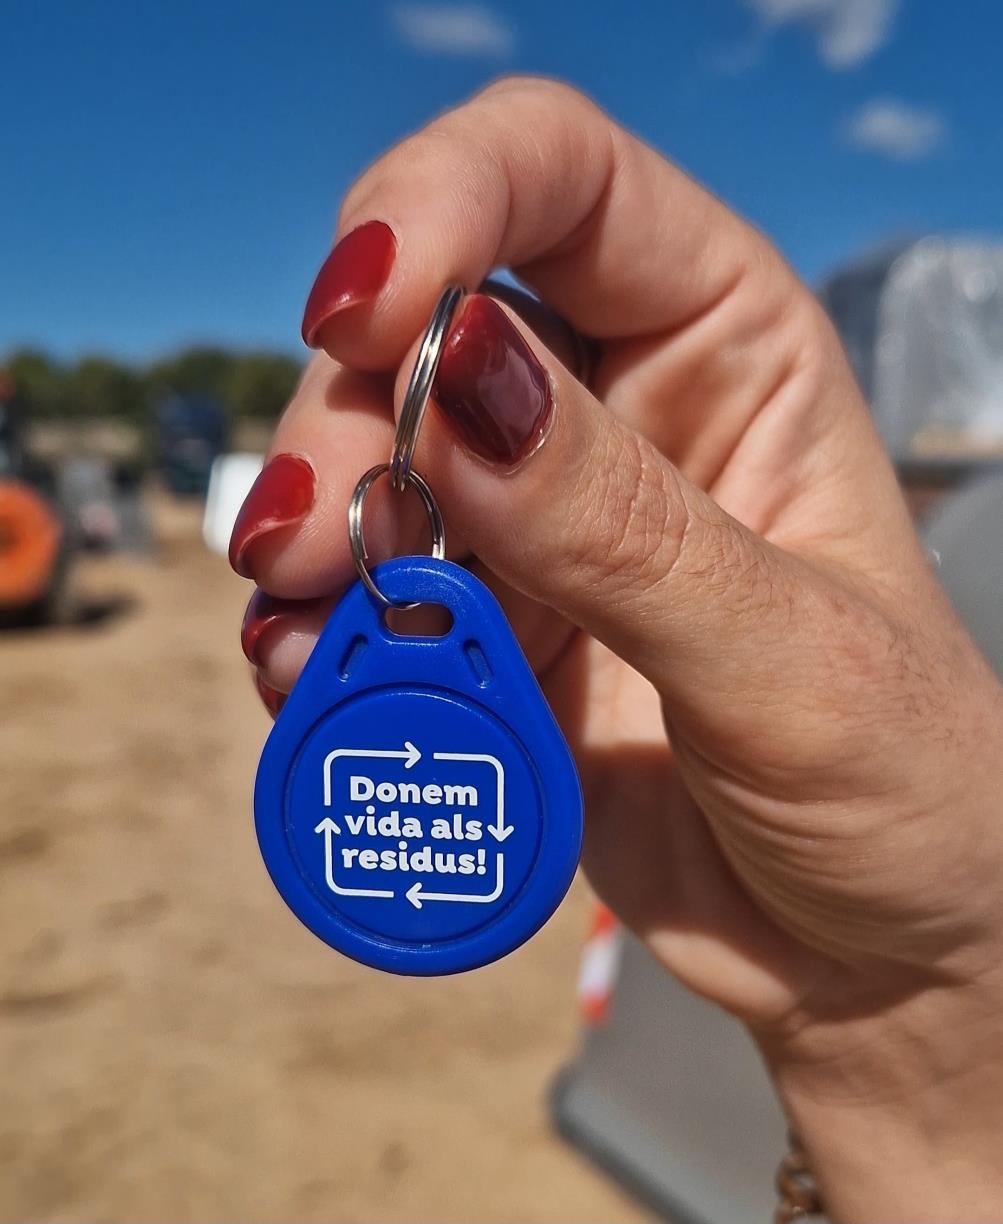 Donem
vida als
residus!